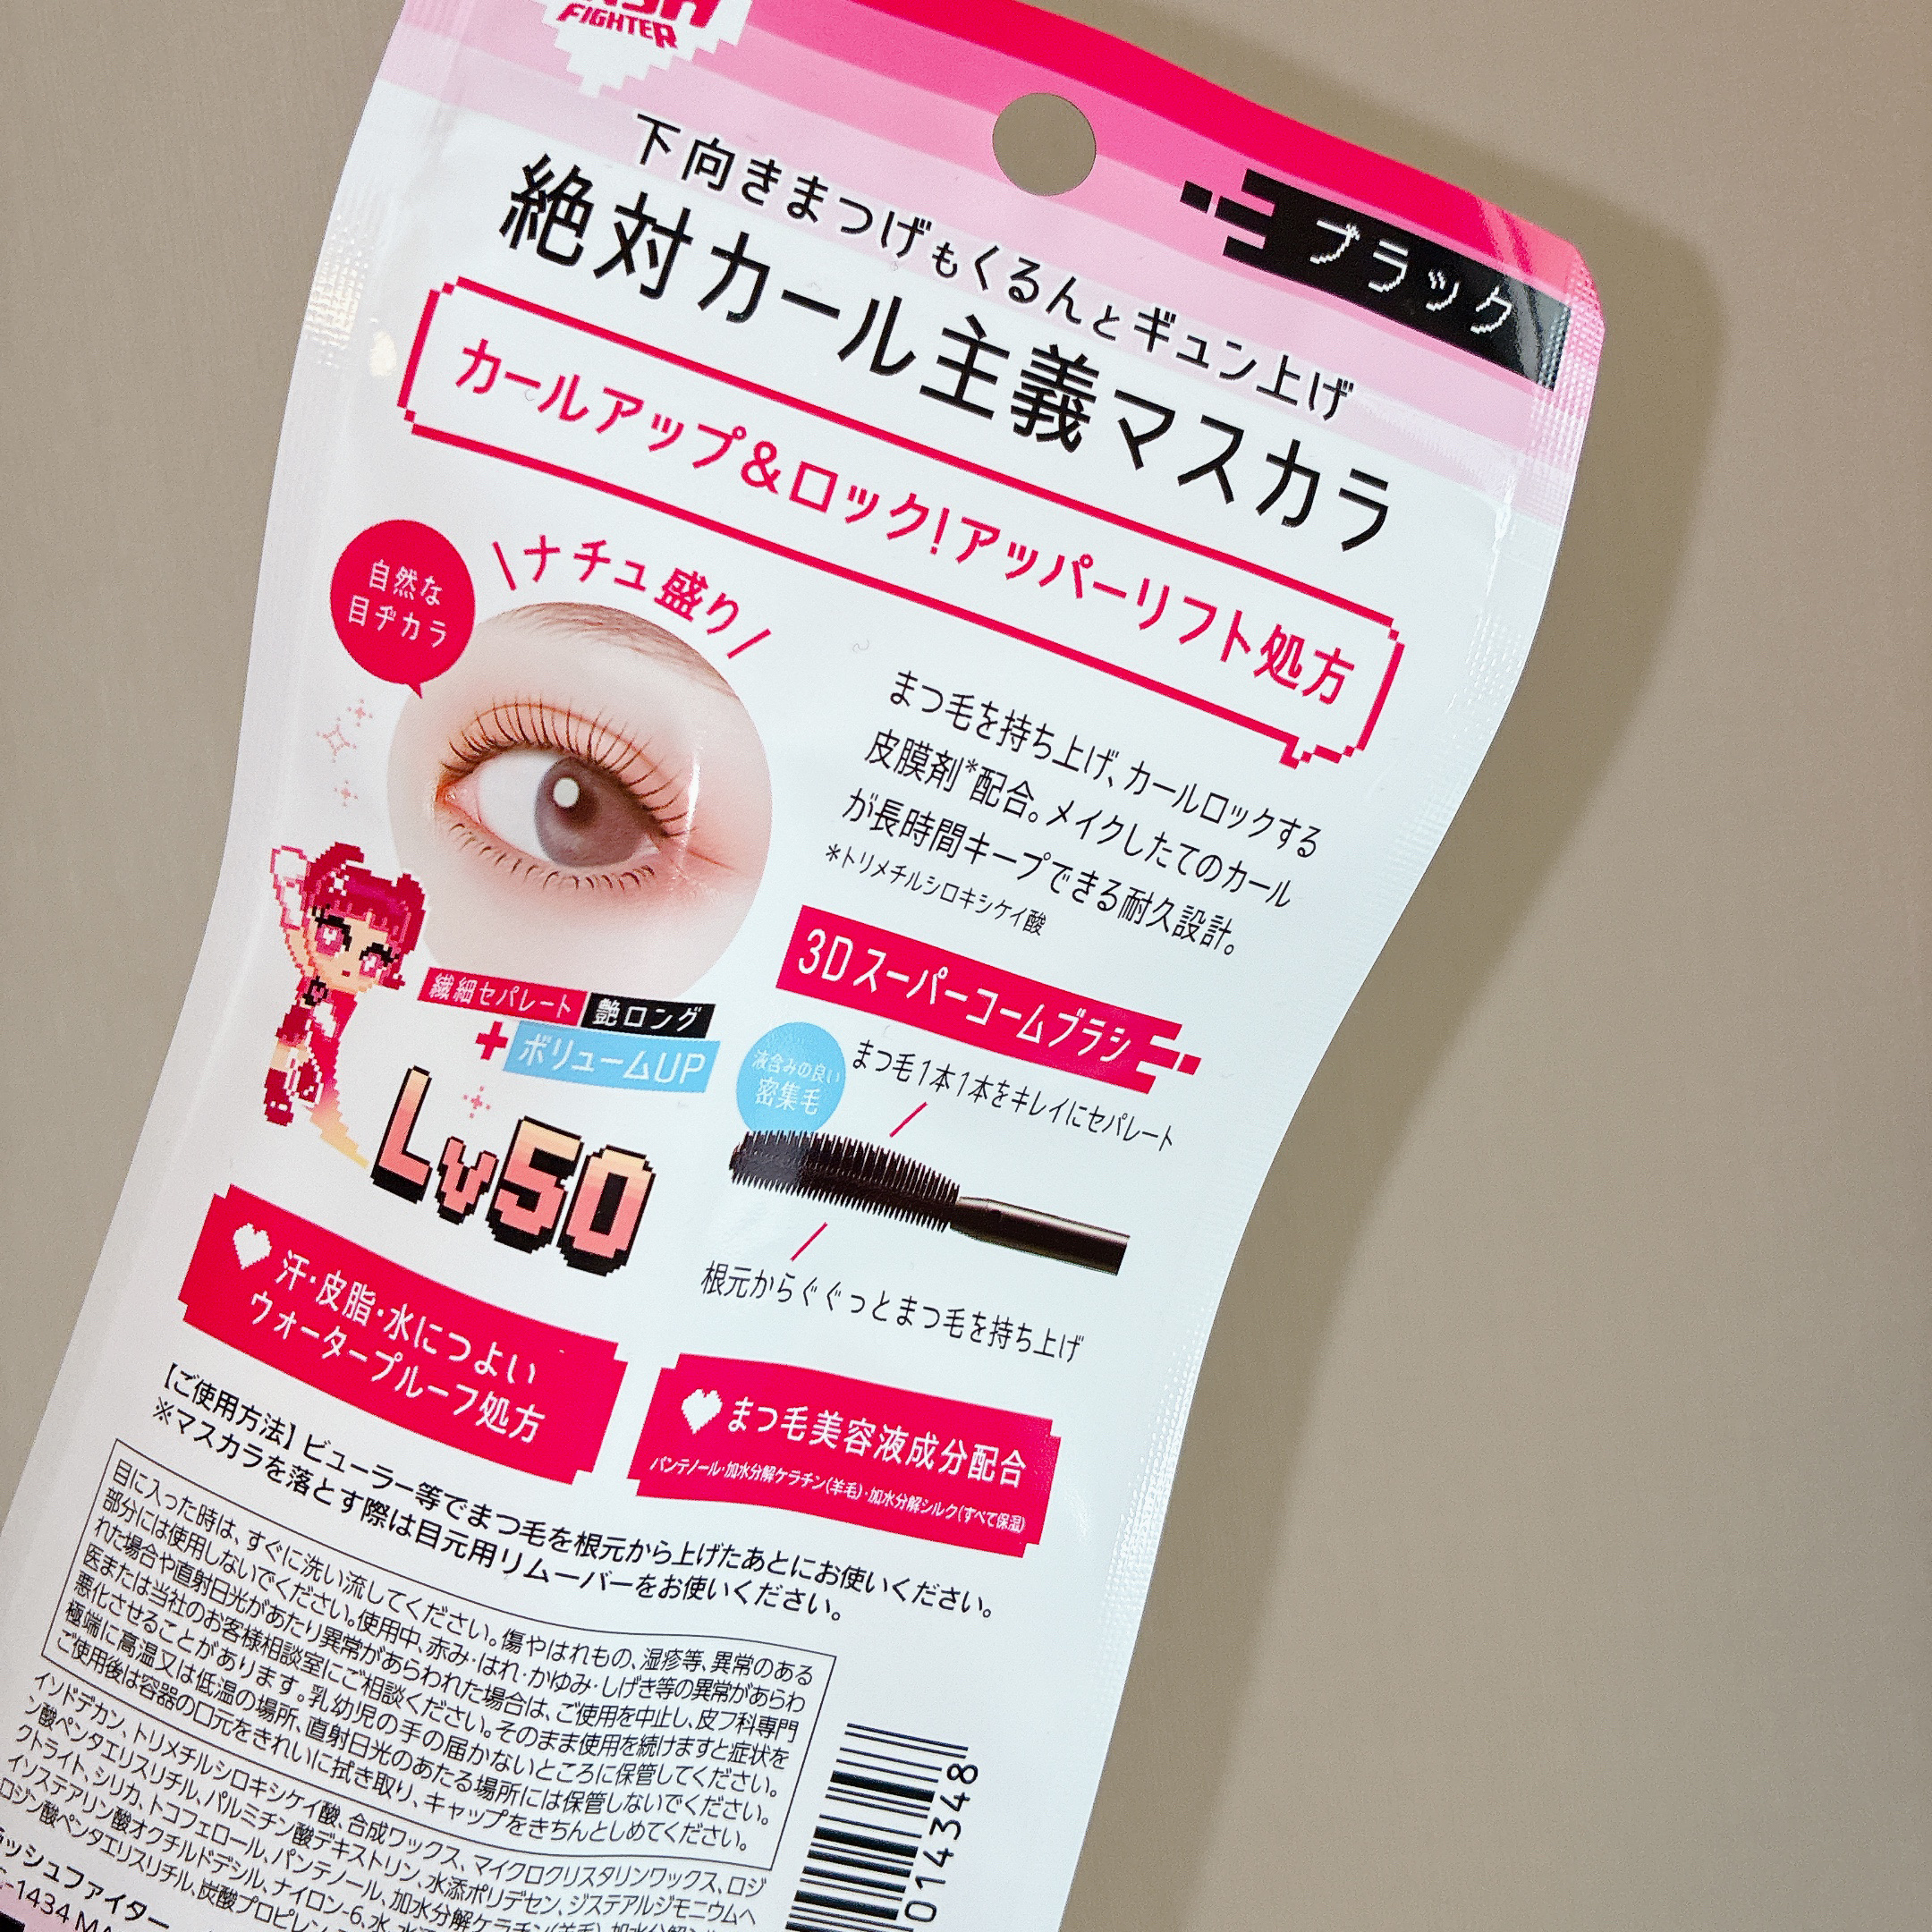 FIGHTER
ブラック
下向きまつげもくるんとギュン上げ
絶対カール主義マスカラ
カールアップ&ロック!アッパーリフト処方
自然な
目ヂカラ
\ナチュ盛り/
まつ毛を持ち上げ、カールロックする
皮膜剤*配合。メイクしたてのカール
が長時間キープできる耐久設計。
*トリメチルシロキシケイ酸
繊細セパレート 艶ロング
+ボリュームUP
Lv50
3Dスーパーコームブラシ
液含みの良い
密集毛
まつ毛1本1本をキレイにセパレート
根元からぐぐっとまつ毛を持ち上げ
汗・皮脂・水につよい
ウォータープルーフ処方
まつ毛美容液成分配合
パンテノール・加水分解ケラチン(羊毛)・加水分解シルク(すべて保湿)
【ご使用方法】ビューラー等でまつ毛を根元から上げたあとにお使いください。
※マスカラを落とす際は目元用リムーバーをお使いください。
目に入った時は、すぐに洗い流してください。傷やはれもの、湿疹等、異常のある
部分には使用しないでください。使用中、赤み・はれ・かゆみ・しげき等の異常があらわ
れた場合や直射日光があたり異常があらわれた場合は、ご使用を中止し、皮フ科専門
医または当社のお客様相談室にご相談ください。そのまま使用を続けますと症状を
悪化させることがあります。乳幼児の手の届かないところに保管してください。
極端に高温又は低温の場所、直射日光のあたる場所には保管しないでください。
ご使用後は容器の口元をきれいに拭き取り、キャップをきちんとしめてください。
イソドデカン、トリメチルシロキシケイ酸、合成ワックス、マイクロクリスタリンワックス、ロジ
ン酸ペンタエリスリチル、パルミチン酸デキストリン、水添ポリデセン、ジステアルジモニウムヘ
クトライト、シリカ、トコフェロール、パンテノール、加水分解ケラチン(羊毛)、加水分解シル
イソステアリン酸オクチルドデシル、ナイロン-6、水、水
ロジン酸ペンタエリスリチル、炭酸プロピレン
ッシュファイター
-1434 MA
014348